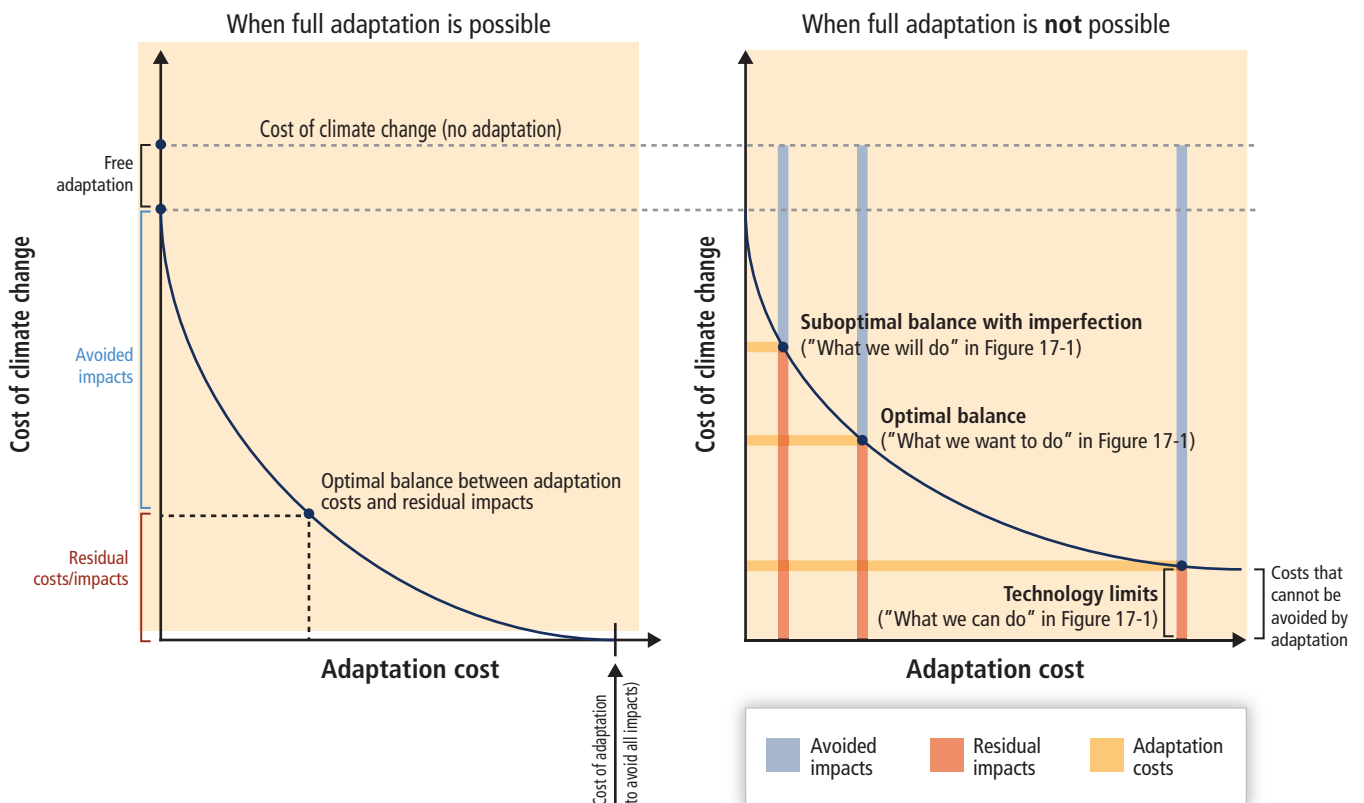 When full adaptation is possible
Cost of climate change (no adaptation)
Free
adaptation
Avoided
impacts
Cost of climate change
Optimal balance between adaptation
costs and residual impacts
Residual
costs/impacts
Adaptation cost
Cost of adaptation
to avoid all impacts)
When full adaptation is not possible
Cost of climate change
Suboptimal balance with imperfection
("What we will do" in Figure 17-1)
Optimal balance
("What we want to do" in Figure 17-1)
Technology limits
("What we can do" in Figure 17-1)
Costs that
cannot be
avoided by
adaptation
Adaptation cost
Avoided
impacts
Residual
impacts
Adaptation
costs